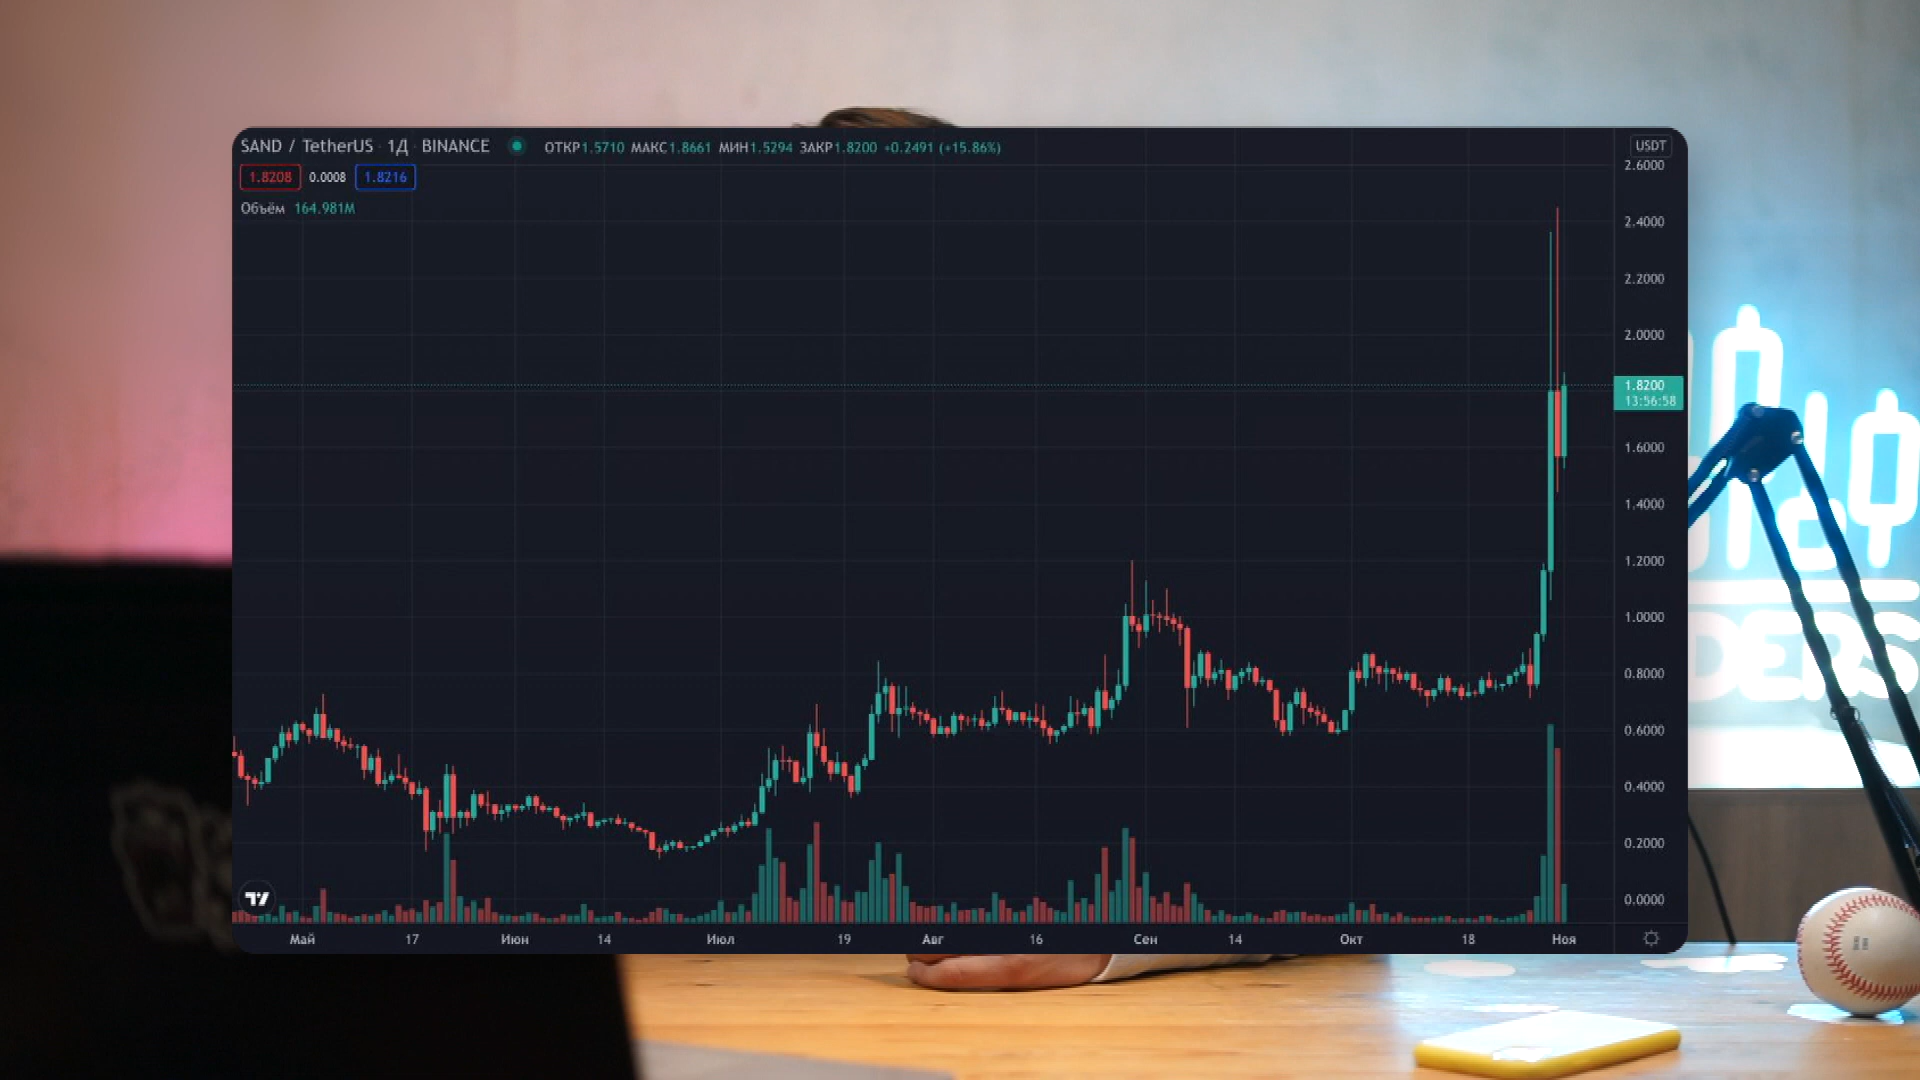 SAND / TetherUS · 1Д · BINANCE ОТКР1.5710 МАКС1.8661 МИН1.5294 ЗАКР1.8200 +0.2491 (+15.86%)
USDT
1.8208 0.0008 1.8216
Объём 164.981M
2.6000
2.4000
2.2000
2.0000
1.8200
13:56:58
1.6000
1.4000
1.2000
1.0000
0.8000
0.6000
0.4000
0.2000
0.0000
Май 17 Июн 14 Июл 19 Авг 16 Сен 14 Окт 18 Ноя
DERS